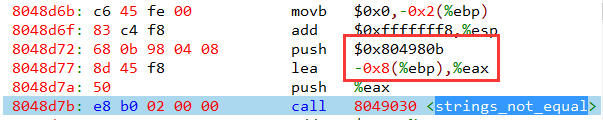 8048d6b: c6 45 fe 00 movb $0x0,-0x2(%ebp)
8048d6f: 83 c4 f8 add $0xfffffff8,%esp
8048d72: 68 0b 98 04 08 push $0x804980b
8048d77: 8d 45 f8 lea -0x8(%ebp),%eax
8048d7a: 50 push %eax
8048d7b: e8 b0 02 00 00 call 8049030 <strings_not_equal>